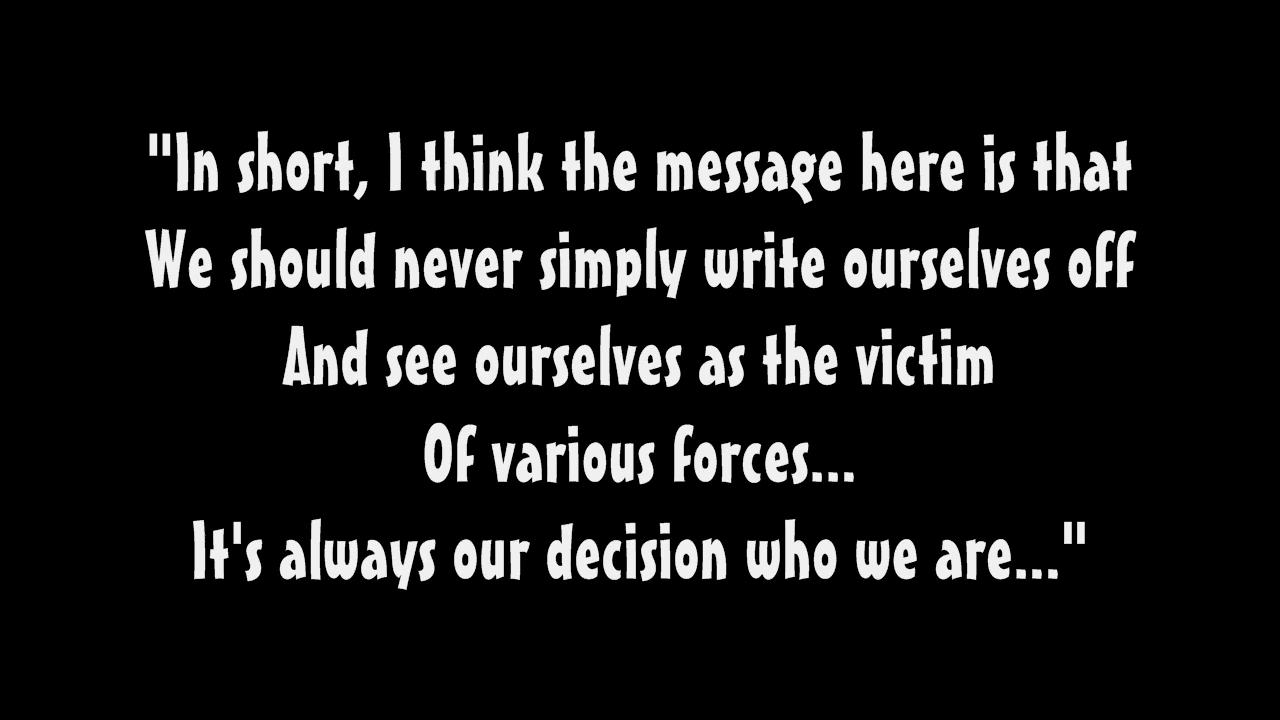 "In short, I think the message here is that
We should never simply write ourselves off
And see ourselves as the victim
Of various forces...
It's always our decision who we are..."